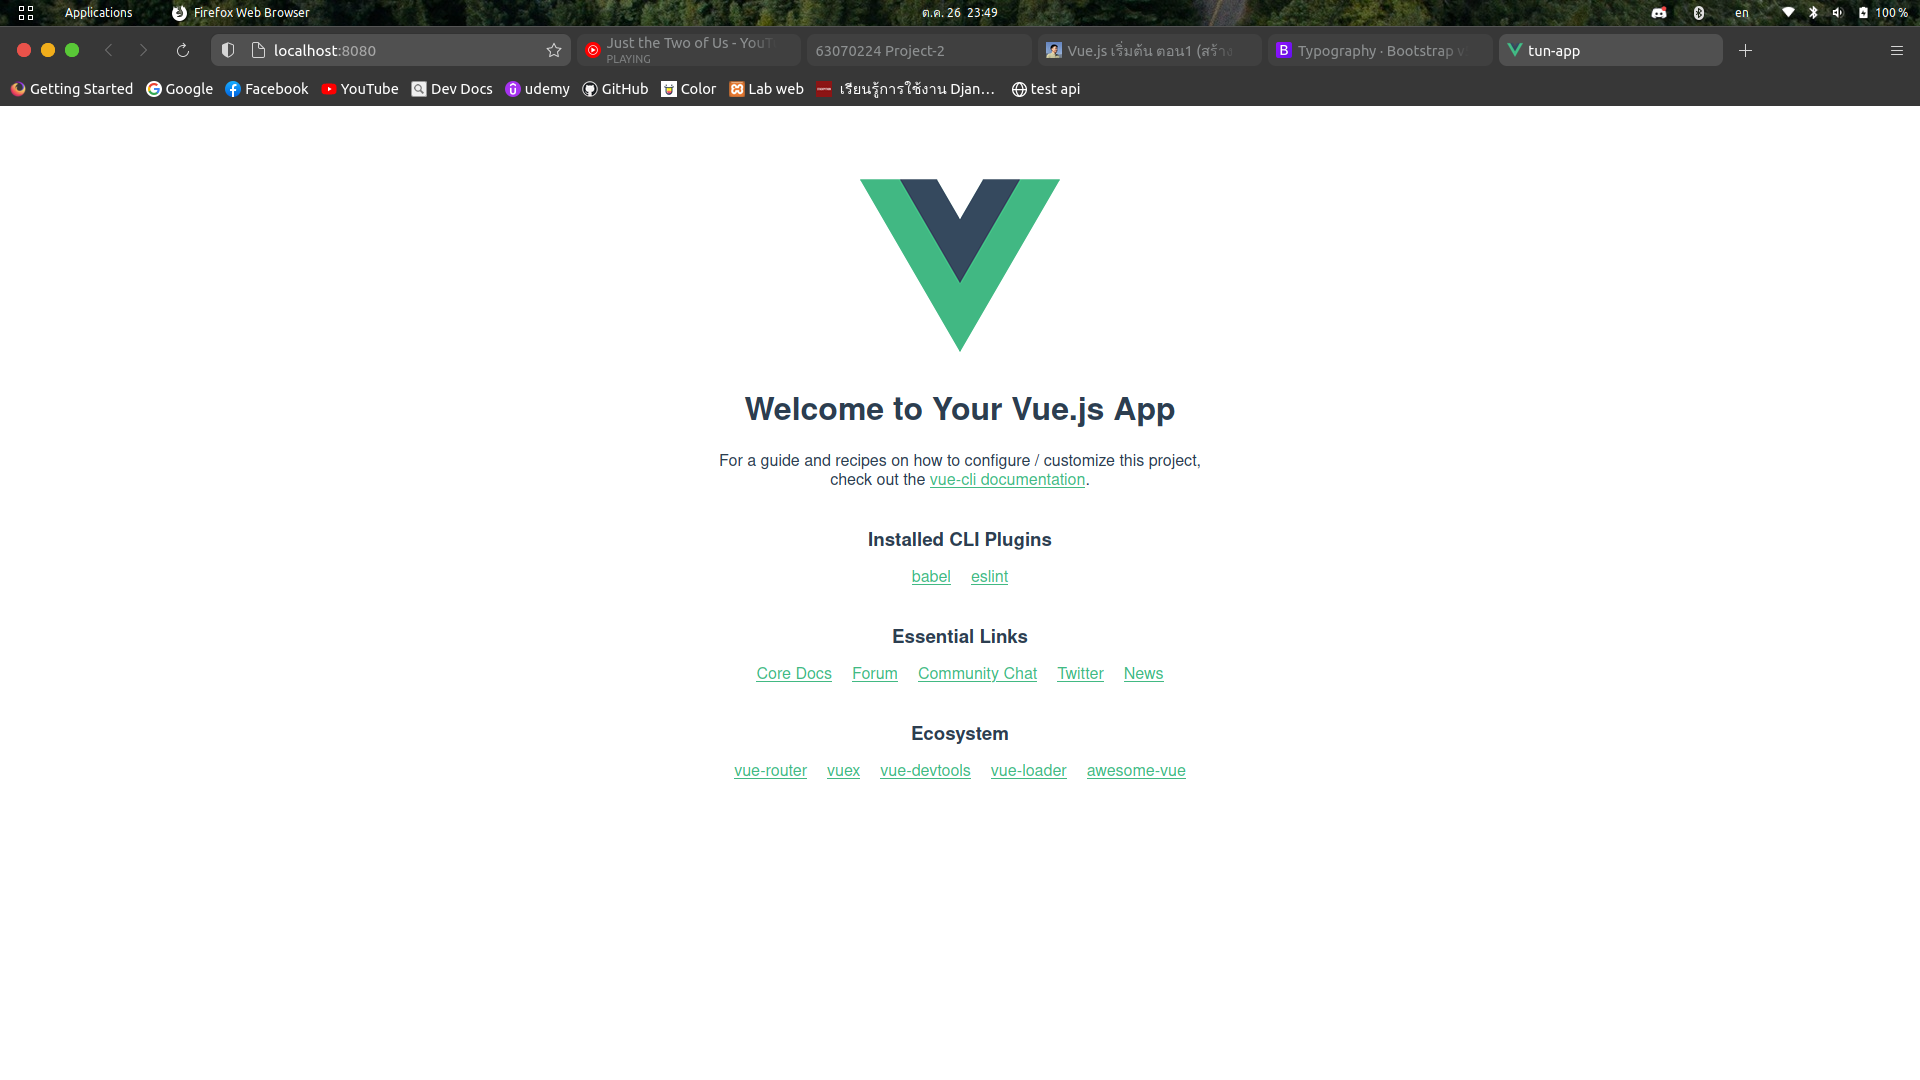 Applications
Firefox Web Browser
ต.ค. 26 23:49
en
100 %
localhost:8080
Just the Two of Us - YouT
PLAYING
63070224 Project-2
Vue.js เริ่มต้น ตอน1 (สร้าง
Typography · Bootstrap v
tun-app
Getting Started
Google
Facebook
YouTube
Dev Docs
udemy
GitHub
Color
Lab web
เรียนรู้การใช้งาน Djan…
test api
Welcome to Your Vue.js App
For a guide and recipes on how to configure / customize this project,
check out the vue-cli documentation.
Installed CLI Plugins
babel eslint
Essential Links
Core Docs Forum Community Chat Twitter News
Ecosystem
vue-router vuex vue-devtools vue-loader awesome-vue